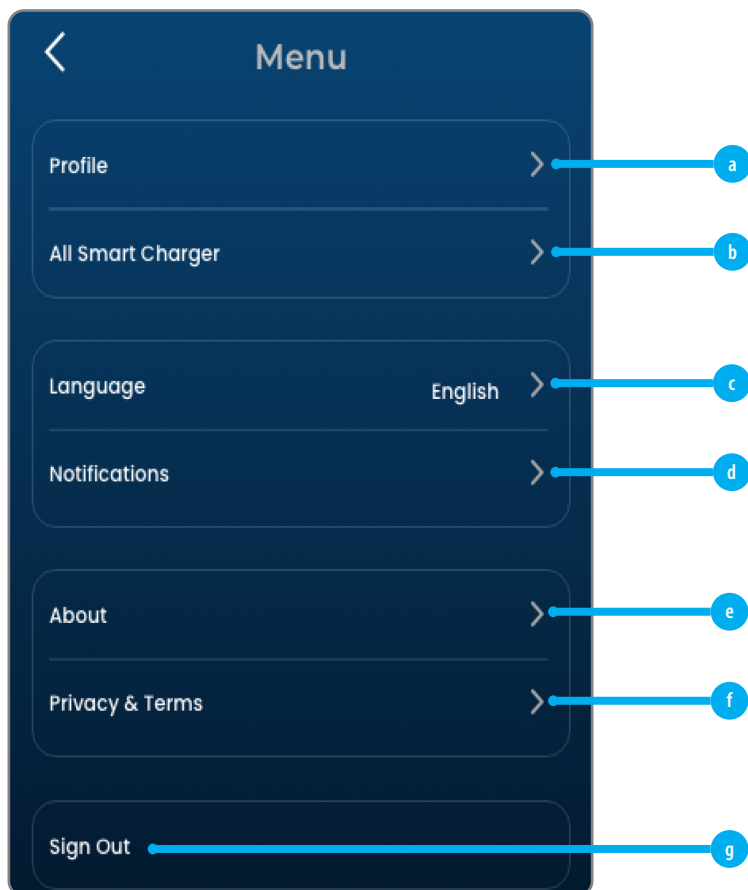 Menu
Profile
a
All Smart Charger
b
Language English
c
Notifications
d
About
e
Privacy & Terms
f
Sign Out
g